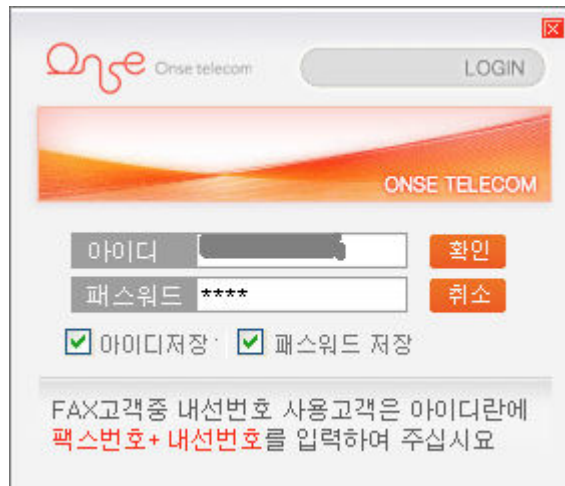 Onse Onse telecom
LOGIN
ONSE TELECOM
아이디
확인
패스워드 ****
취소
아이디저장 패스워드 저장
FAX고객중 내선번호 사용고객은 아이디란에
팩스번호+ 내선번호를 입력하여 주십시요